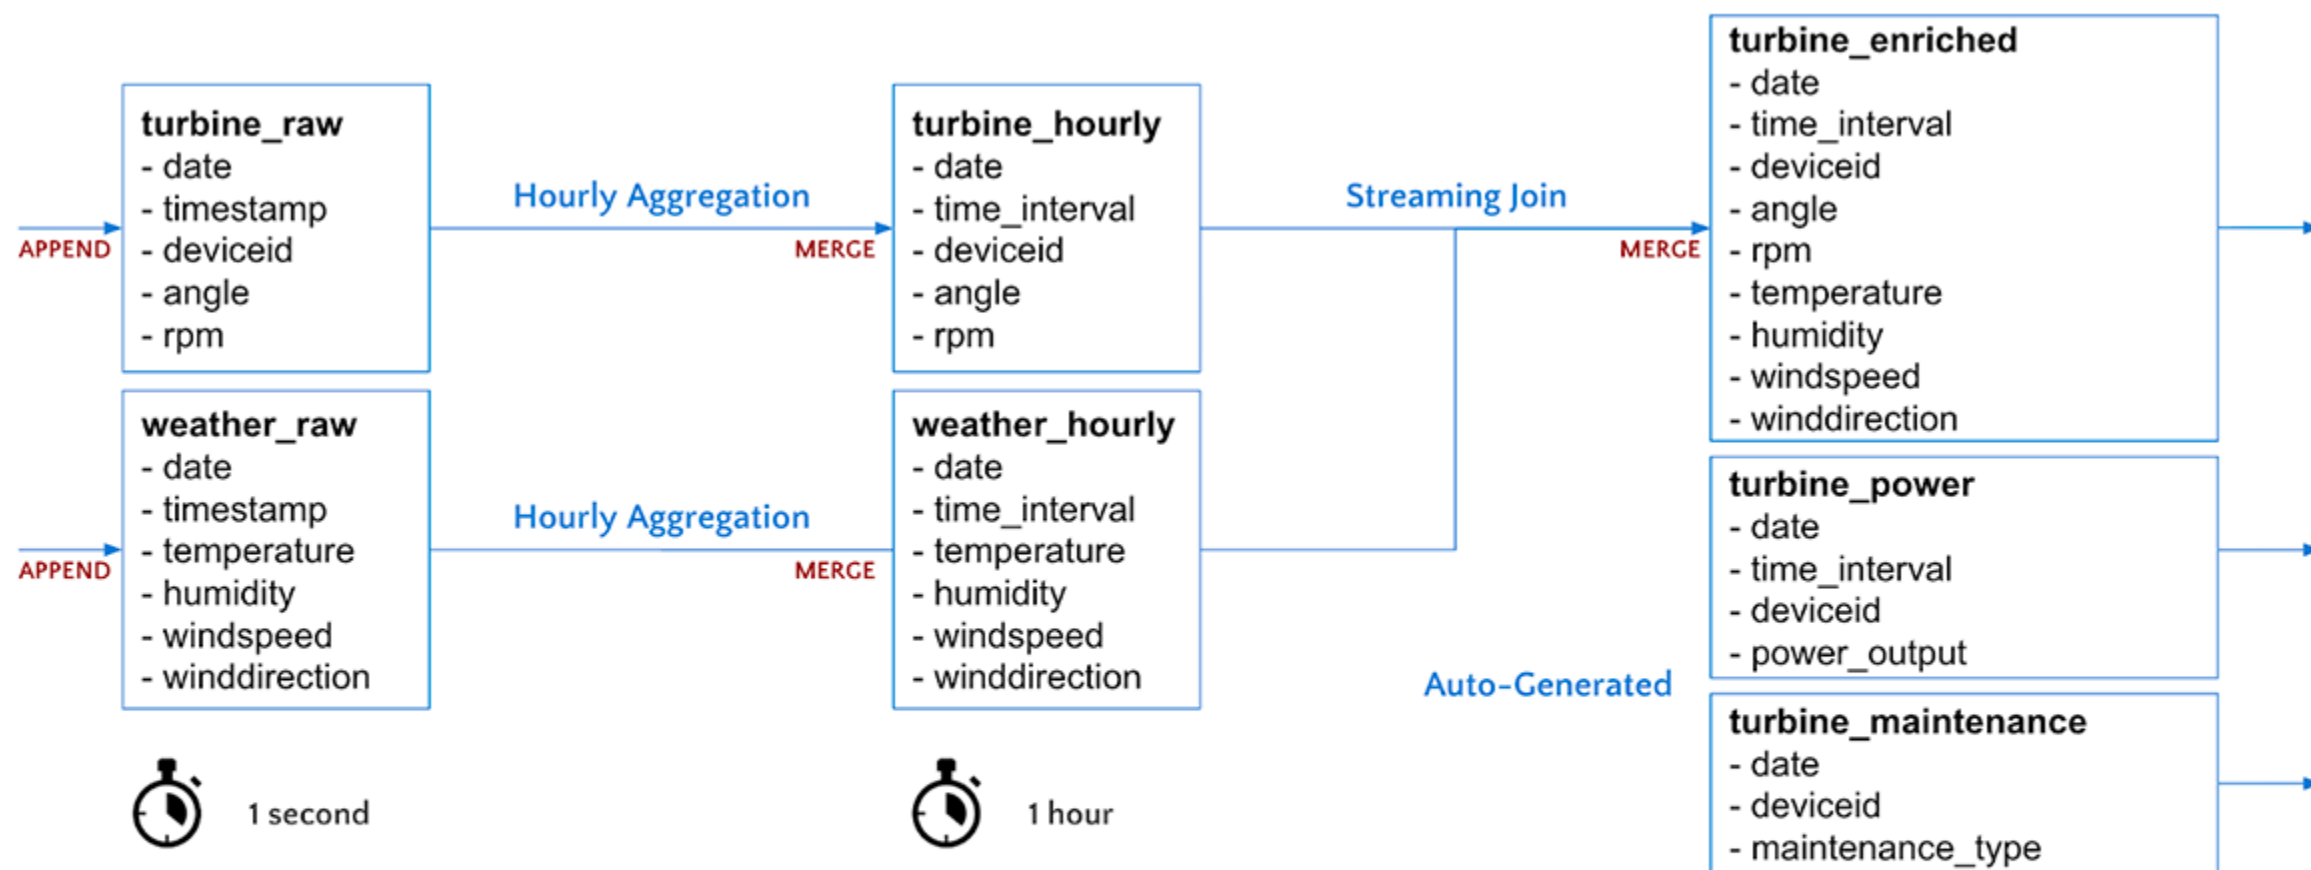 APPEND
turbine_raw
- date
- timestamp
- deviceid
- angle
- rpm
Hourly Aggregation
MERGE
turbine_hourly
- date
- time_interval
- deviceid
- angle
- rpm
Streaming Join
MERGE
turbine_enriched
- date
- time_interval
- deviceid
- angle
- rpm
- temperature
- humidity
- windspeed
- winddirection
APPEND
weather_raw
- date
- timestamp
- temperature
- humidity
- windspeed
- winddirection
Hourly Aggregation
MERGE
weather_hourly
- date
- time_interval
- temperature
- humidity
- windspeed
- winddirection
Auto-Generated
turbine_power
- date
- time_interval
- deviceid
- power_output
turbine_maintenance
- date
- deviceid
- maintenance_type
1 second
1 hour